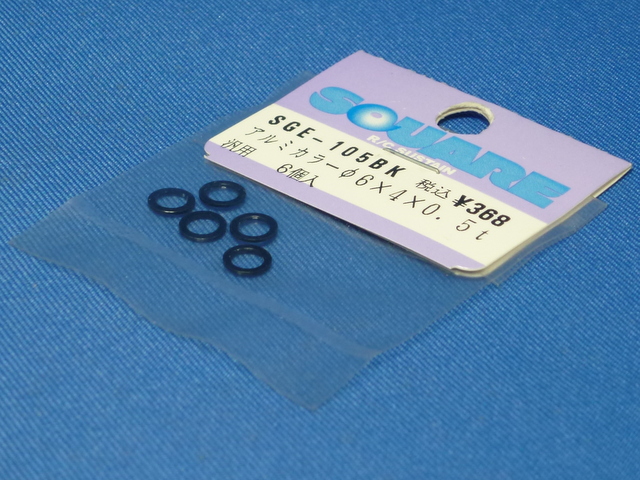 SQUARE
R/C SUSTAIN
SGE-105BK 税込 ¥368
アルミカラーφ6×4×0.5t
汎用 6個入